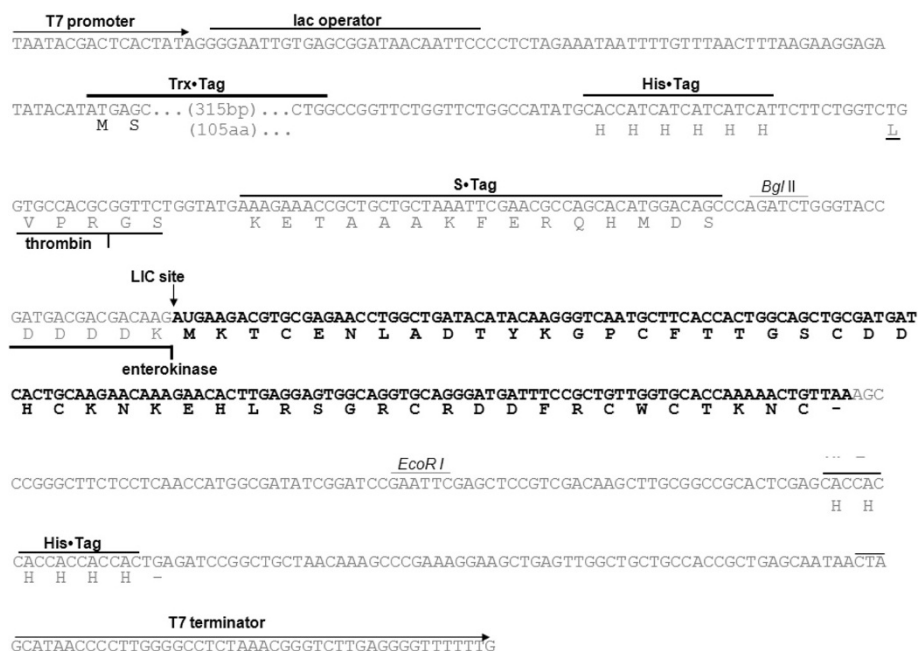 T7 promoter lac operator
TAATACGACTCACTATAGGGGAATTGTGAGCGGATAACAATTCCCCTCTAGAAATAATTTTGTTTAACTTTAAGAAGGAGA
Trx•Tag His•Tag
TATACATATGAGC...(315bp)...CTGGCCGGTTCTGGTTCTGGCCATATGCACCATCATCATCATCATTCTTCTGGTCTG
M S (105aa)... H H H H H H L
S•Tag Bgl II
GTGCCACGCGGTTCTGGTATGAAAGAAACCGCTGCTGCTAAATTCGAACGCCAGCACATGGACAGCCCAGATCTGGGTACC
V P R G S K E T A A A K F E R Q H M D S
thrombin
LIC site
GATGACGACGACAAGAUGAAGACGTGCGAGAACCTGGCTGATACATACAAGGGTCAATGCTTCACCACTGGCAGCTGCGATGAT
D D D D K M K T C E N L A D T Y K G P C F T T G S C D D
enterokinase
CACTGCAAGAACAAAGAACACTTGAGGAGTGGCAGGTGCAGGGATGATTTCCGCTGTTGGTGCACCAAAAACTGTTAAAGC
H C K N K E H L R S G R C R D D F R C W C T K N C -
EcoR I
CCGGGCTTCTCCTCAACCATGGCGATATCGGATCCGAATTCGAGCTCCGTCGACAAGCTTGCGGCCGCACTCGAGCACCAC
H H
His•Tag
CACCACCACCACTGAGATCCGGCTGCTAACAAAGCCCGAAAGGAAGCTGAGTTGGCTGCTGCCACCGCTGAGCAATAACTA
H H H H -
T7 terminator
GCATAACCCCTTGGGGCCTCTAAACGGGTCTTGAGGGGTTTTTTG